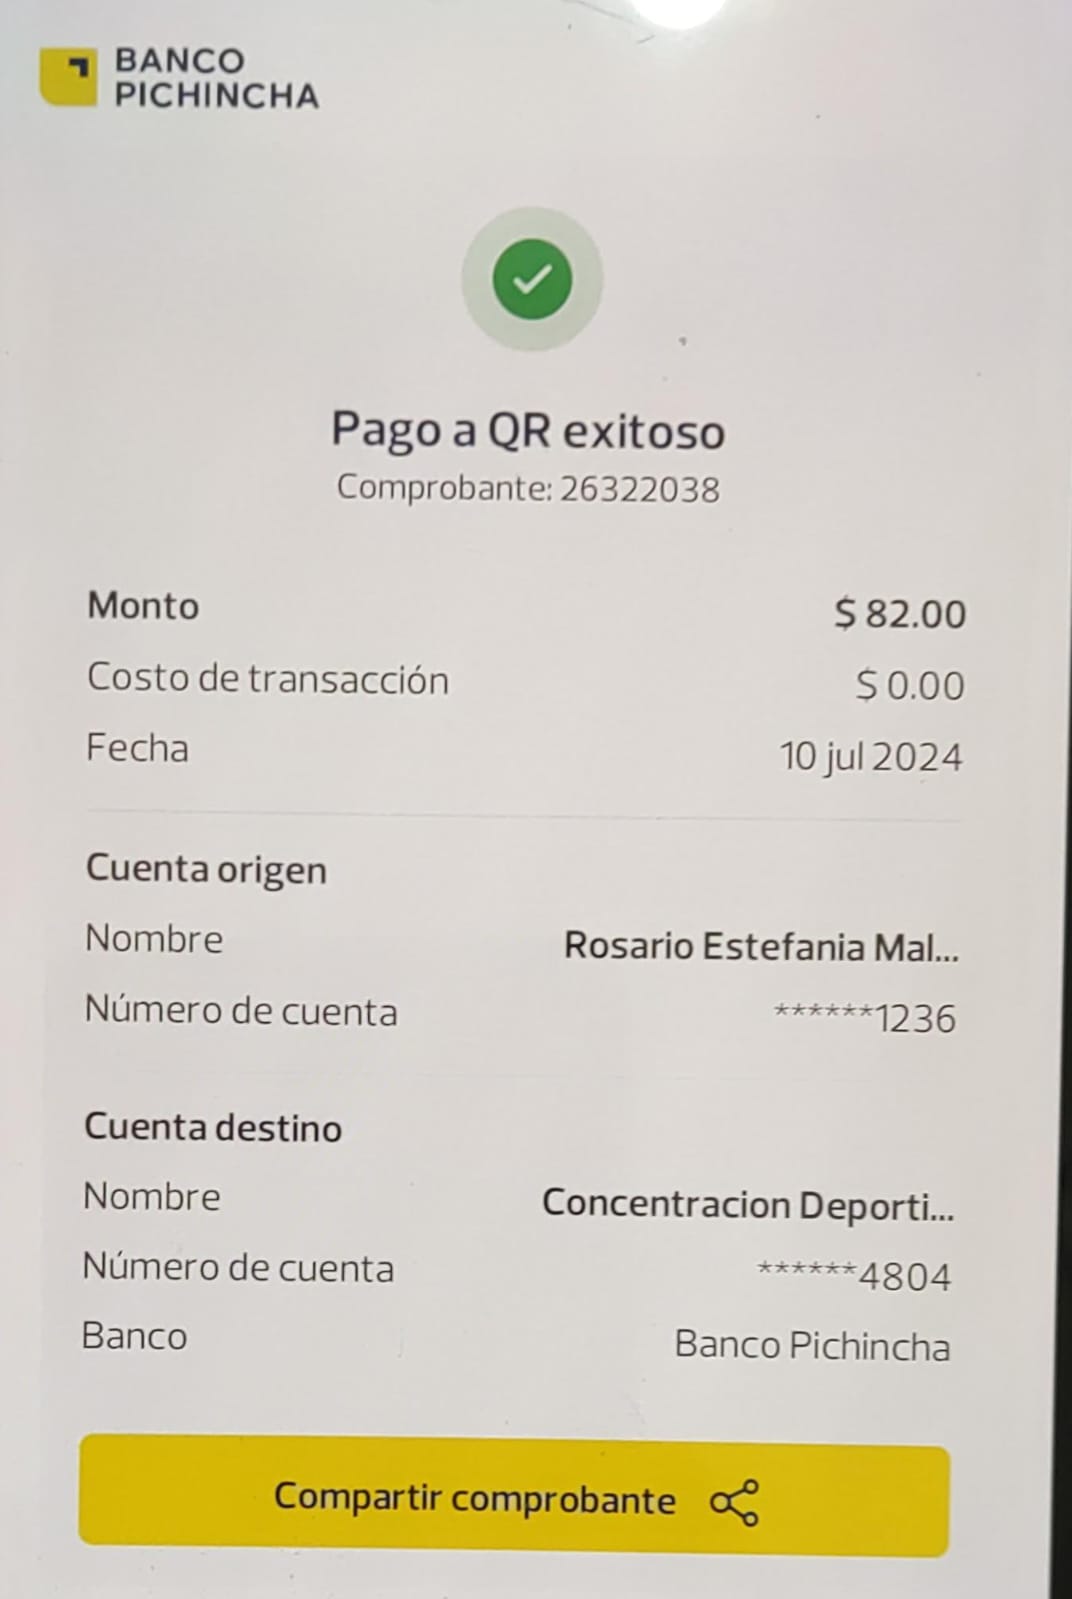 BANCO
PICHINCHA
Pago a QR exitoso
Comprobante: 26322038
Monto $ 82.00
Costo de transacción $ 0.00
Fecha 10 jul 2024
Cuenta origen
Nombre Rosario Estefania Mal...
Número de cuenta ******1236
Cuenta destino
Nombre Concentracion Deporti...
Número de cuenta ******4804
Banco Banco Pichincha
Compartir comprobante